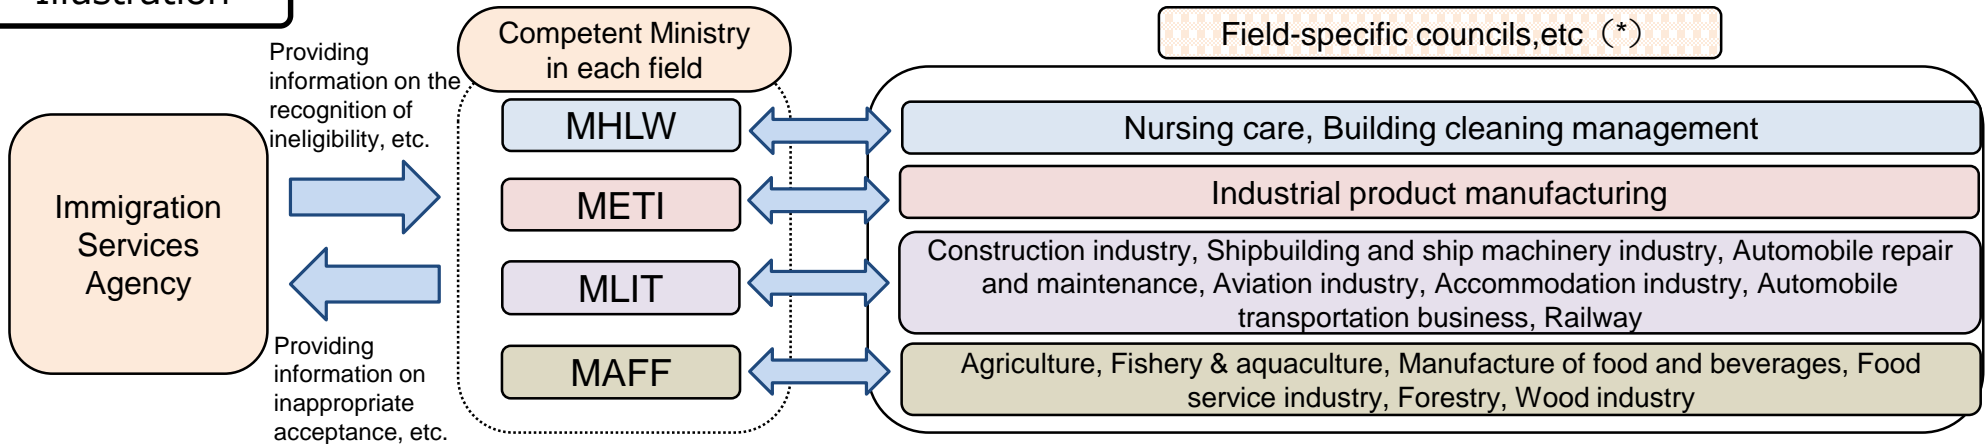 Illustration
Providing
information on the
recognition of
ineligibility, etc.
Immigration
Services
Agency
Providing
information on
inappropriate
acceptance, etc.
Competent Ministry
in each field
MHLW
METI
MLIT
MAFF
Field-specific councils,etc（*）
Nursing care, Building cleaning management
Industrial product manufacturing
Construction industry, Shipbuilding and ship machinery industry, Automobile repair
and maintenance, Aviation industry, Accommodation industry, Automobile
transportation business, Railway
Agriculture, Fishery & aquaculture, Manufacture of food and beverages, Food
service industry, Forestry, Wood industry